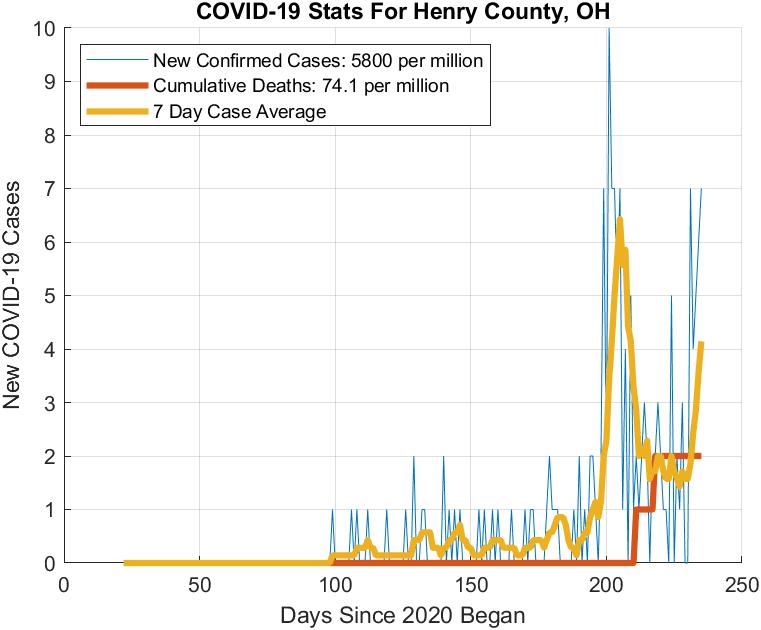 COVID-19 Stats For Henry County, OH
New Confirmed Cases: 5800 per million
Cumulative Deaths: 74.1 per million
7 Day Case Average
New COVID-19 Cases
10
9
8
7
6
5
4
3
2
1
0
0 50 100 150 200 250
Days Since 2020 Began